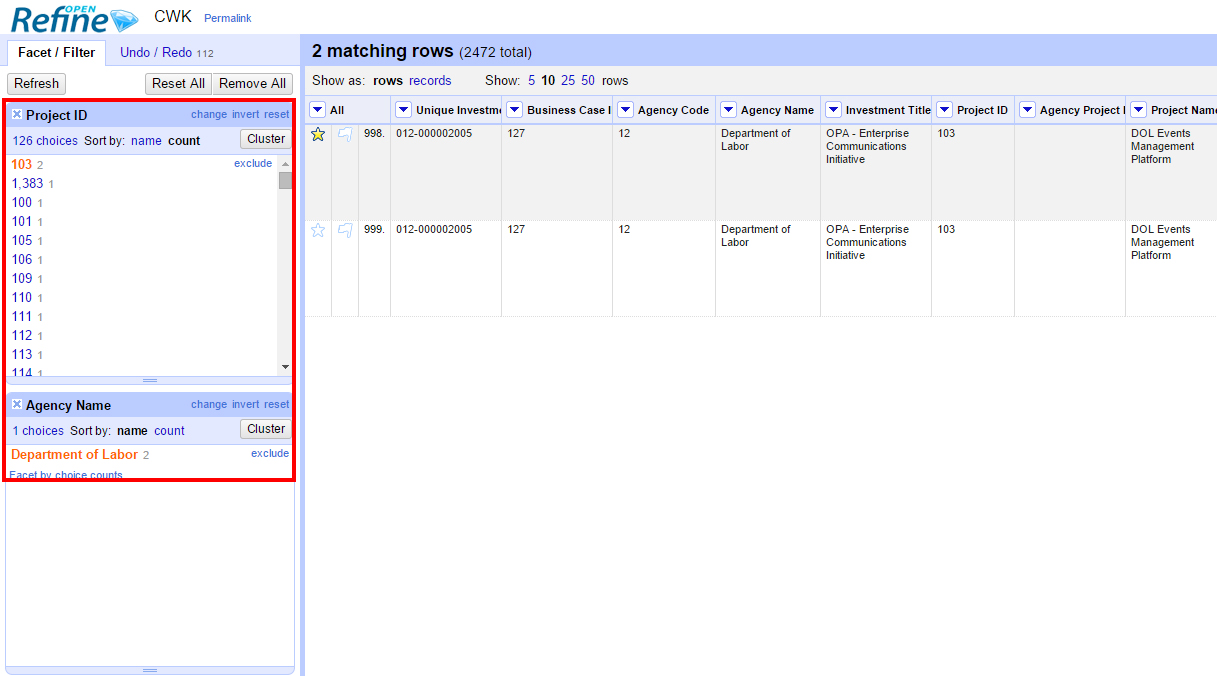 OPEN
Refine
CWK Permalink
Facet / Filter Undo / Redo 112
Refresh Reset All Remove All
Project ID change invert reset
126 choices Sort by: name count Cluster
103 2 exclude
1,383 1
100 1
101 1
105 1
106 1
109 1
110 1
111 1
112 1
113 1
114 1
Agency Name change invert reset
1 choices Sort by: name count Cluster
Department of Labor 2 exclude
Facet by choice counts
2 matching rows (2472 total)
Show as: rows records Show: 5 10 25 50 rows
All Unique Investm Business Case I Agency Code Agency Name Investment Title Project ID Agency Project Project Name
998. 012-000002005 127 12 Department of Labor OPA - Enterprise Communications Initiative 103 DOL Events Management Platform
999. 012-000002005 127 12 Department of Labor OPA - Enterprise Communications Initiative 103 DOL Events Management Platform